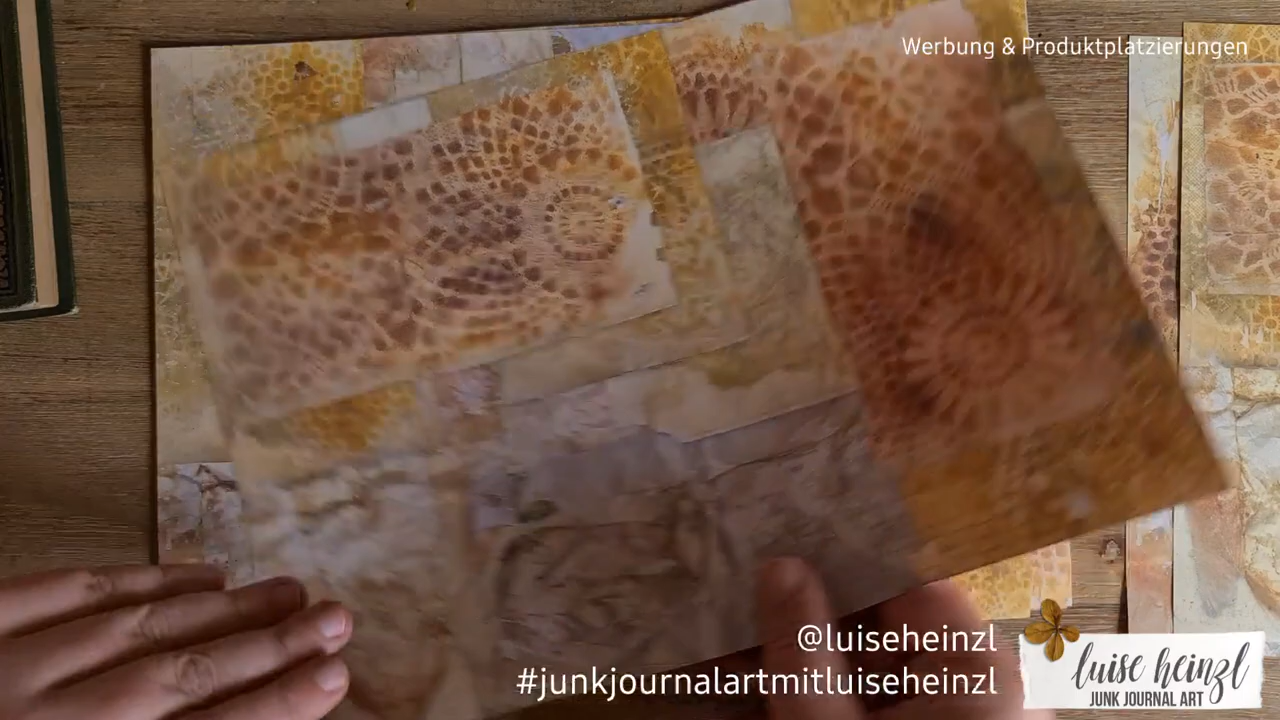 Werbung & Produktplatzierungen
@luiseheinzl
#junkjournalartmitluiseheinzl
luise heinzl
JUNK JOURNAL ART